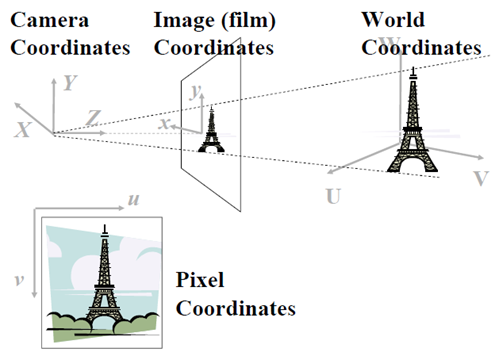 Camera Coordinates
Image (film) Coordinates
World Coordinates
W
Y
y
Z
X
x
U
V
u
v
Pixel Coordinates